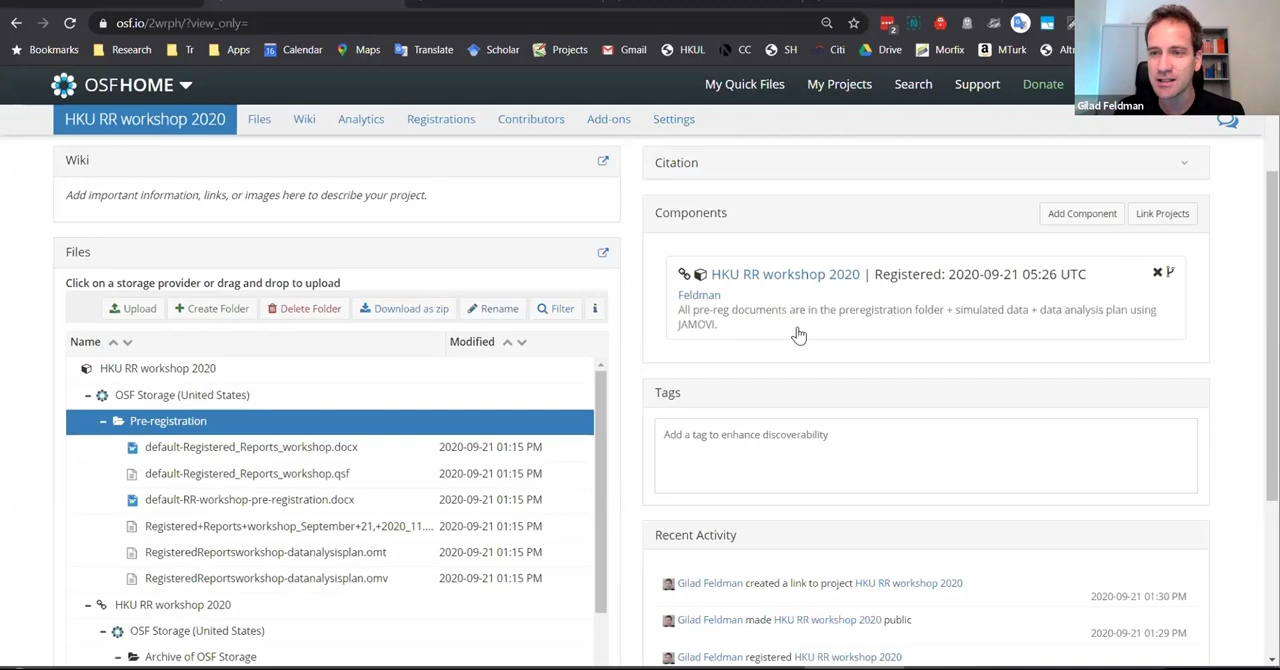 osf.io/2wrph/?view_only=
2
Bookmarks Research Tr Apps Calendar Maps Translate Scholar Projects Gmail HKUL CC SH Citi Drive Morfix MTurk
OSFHOME My Quick Files My Projects Search Support Donate
Gilad Feldman
HKU RR workshop 2020 Files Wiki Analytics Registrations Contributors Add-ons Settings
Wiki
Add important information, links, or images here to describe your project.
Files
Click on a storage provider or drag and drop to upload
Upload Create Folder Delete Folder Download as zip Rename Filter i
Name Modified
HKU RR workshop 2020
OSF Storage (United States)
Pre-registration
default-Registered_Reports_workshop.docx 2020-09-21 01:15 PM
default-Registered_Reports_workshop.qsf 2020-09-21 01:15 PM
default-RR-workshop-pre-registration.docx 2020-09-21 01:15 PM
Registered+Reports+workshop_September+21,+2020_11.... 2020-09-21 01:15 PM
RegisteredReportsworkshop-datanalysisplan.omt 2020-09-21 01:15 PM
RegisteredReportsworkshop-datanalysisplan.omv 2020-09-21 01:15 PM
HKU RR workshop 2020
OSF Storage (United States)
Archive of OSF Storage
Citation
Components Add Component Link Projects
HKU RR workshop 2020 | Registered: 2020-09-21 05:26 UTC
Feldman
All pre-reg documents are in the preregistration folder + simulated data + data analysis plan using
JAMOVI.
Tags
Add a tag to enhance discoverability
Recent Activity
Gilad Feldman created a link to project HKU RR workshop 2020
2020-09-21 01:30 PM
Gilad Feldman made HKU RR workshop 2020 public
2020-09-21 01:29 PM
Gilad Feldman registered HKU RR workshop 2020